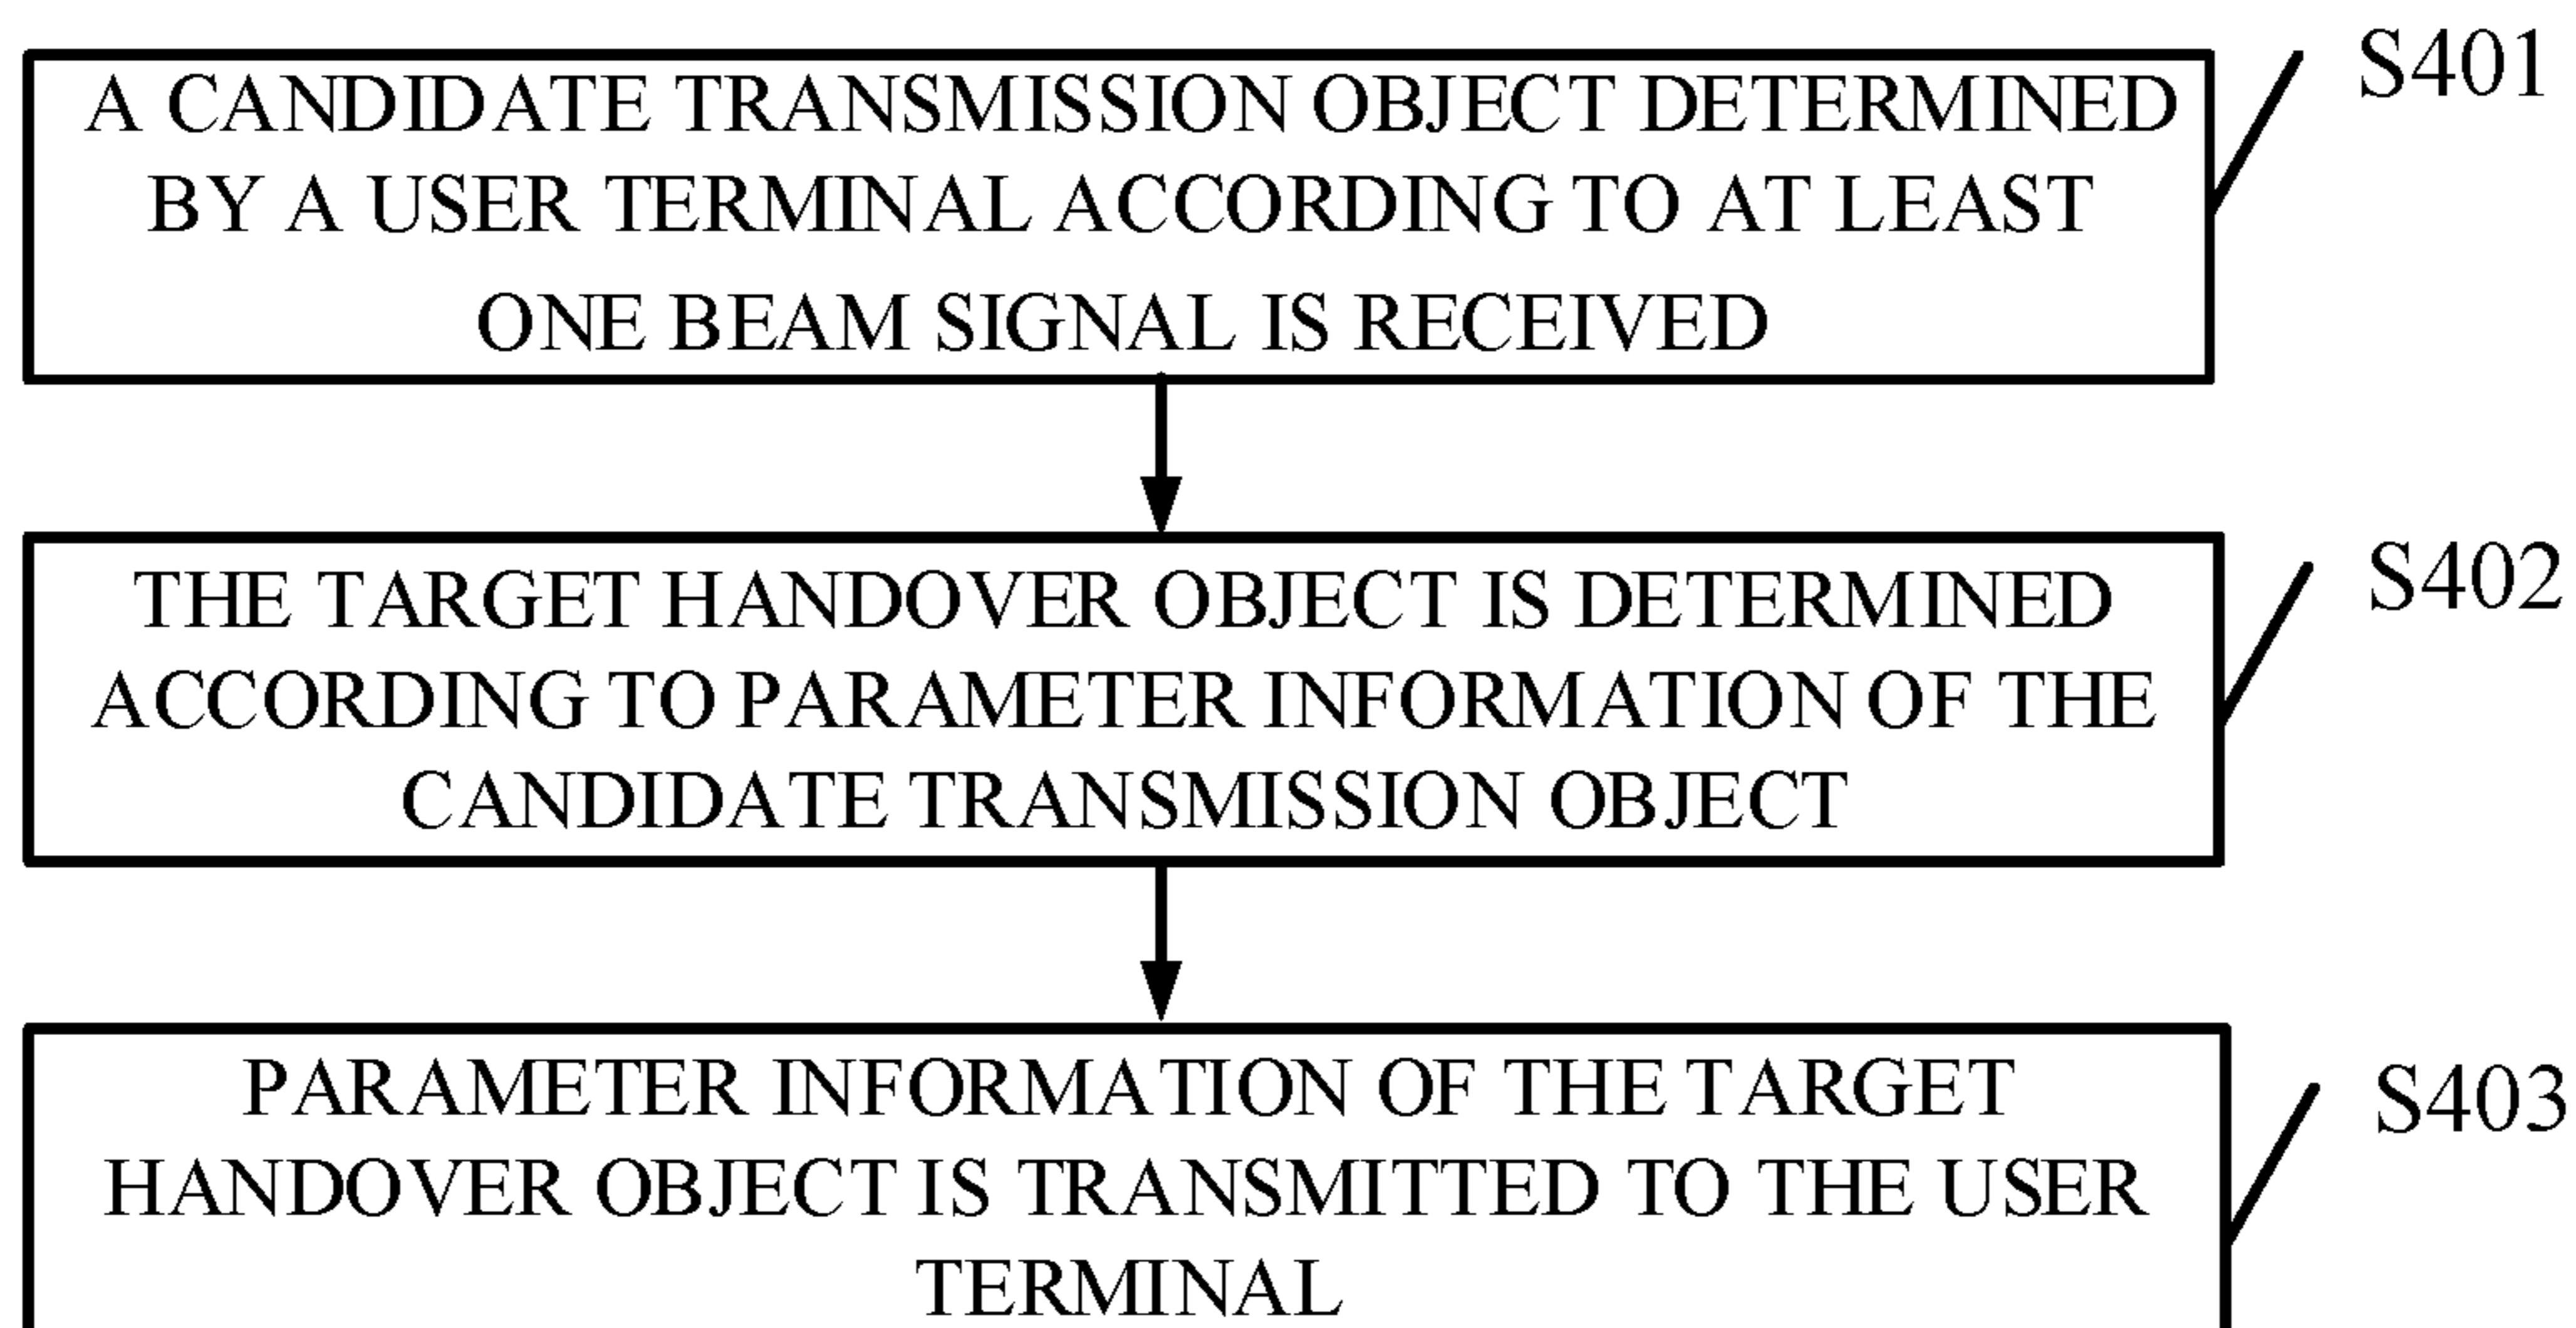 S401
A CANDIDATE TRANSMISSION OBJECT DETERMINED
BY A USER TERMINAL ACCORDING TO AT LEAST
ONE BEAM SIGNAL IS RECEIVED
S402
THE TARGET HANDOVER OBJECT IS DETERMINED
ACCORDING TO PARAMETER INFORMATION OF THE
CANDIDATE TRANSMISSION OBJECT
S403
PARAMETER INFORMATION OF THE TARGET
HANDOVER OBJECT IS TRANSMITTED TO THE USER
TERMINAL